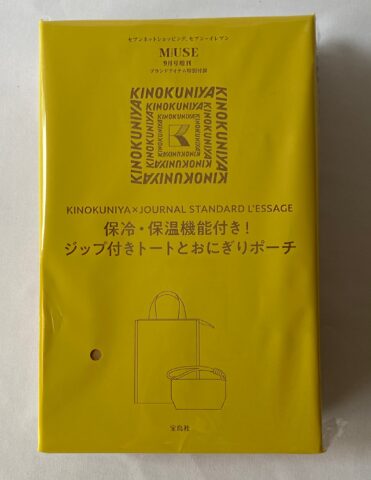 セブンネットショッピング、セブン-イレブン
MUSE
9月号増刊
ブランドアイテム特別付録
KINOKUNIYA
KINOKUNIYA
KINOKUNIYA
KINOKUNIYA
KINOKUNIYA×JOURNAL STANDARD L'ESSAGE
保冷・保温機能付き!
ジップ付きトートとおにぎりポーチ
宝島社